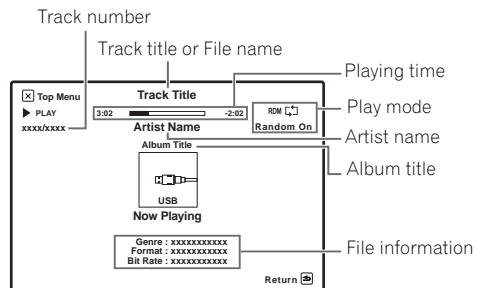 Track number
Track title or File name
Playing time
Play mode
Artist name
Album title
File information
Top Menu
PLAY
xxxx/xxxx
Track Title
3:02 -2:02
RDM
Random On
Artist Name
Album Title
USB
Now Playing
Genre : xxxxxxxxxxx
Format : xxxxxxxxxxx
Bit Rate : xxxxxxxxxxx
Return